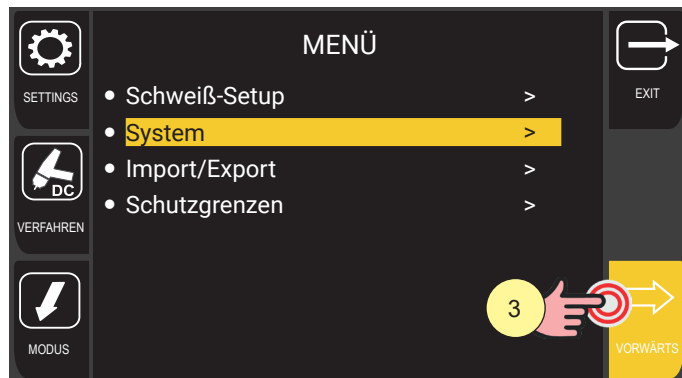 MENÜ
SETTINGS
DC
VERFAHREN
MODUS
Schweiß-Setup >
System >
Import/Export >
Schutzgrenzen >
3
EXIT
VORWÄRTS